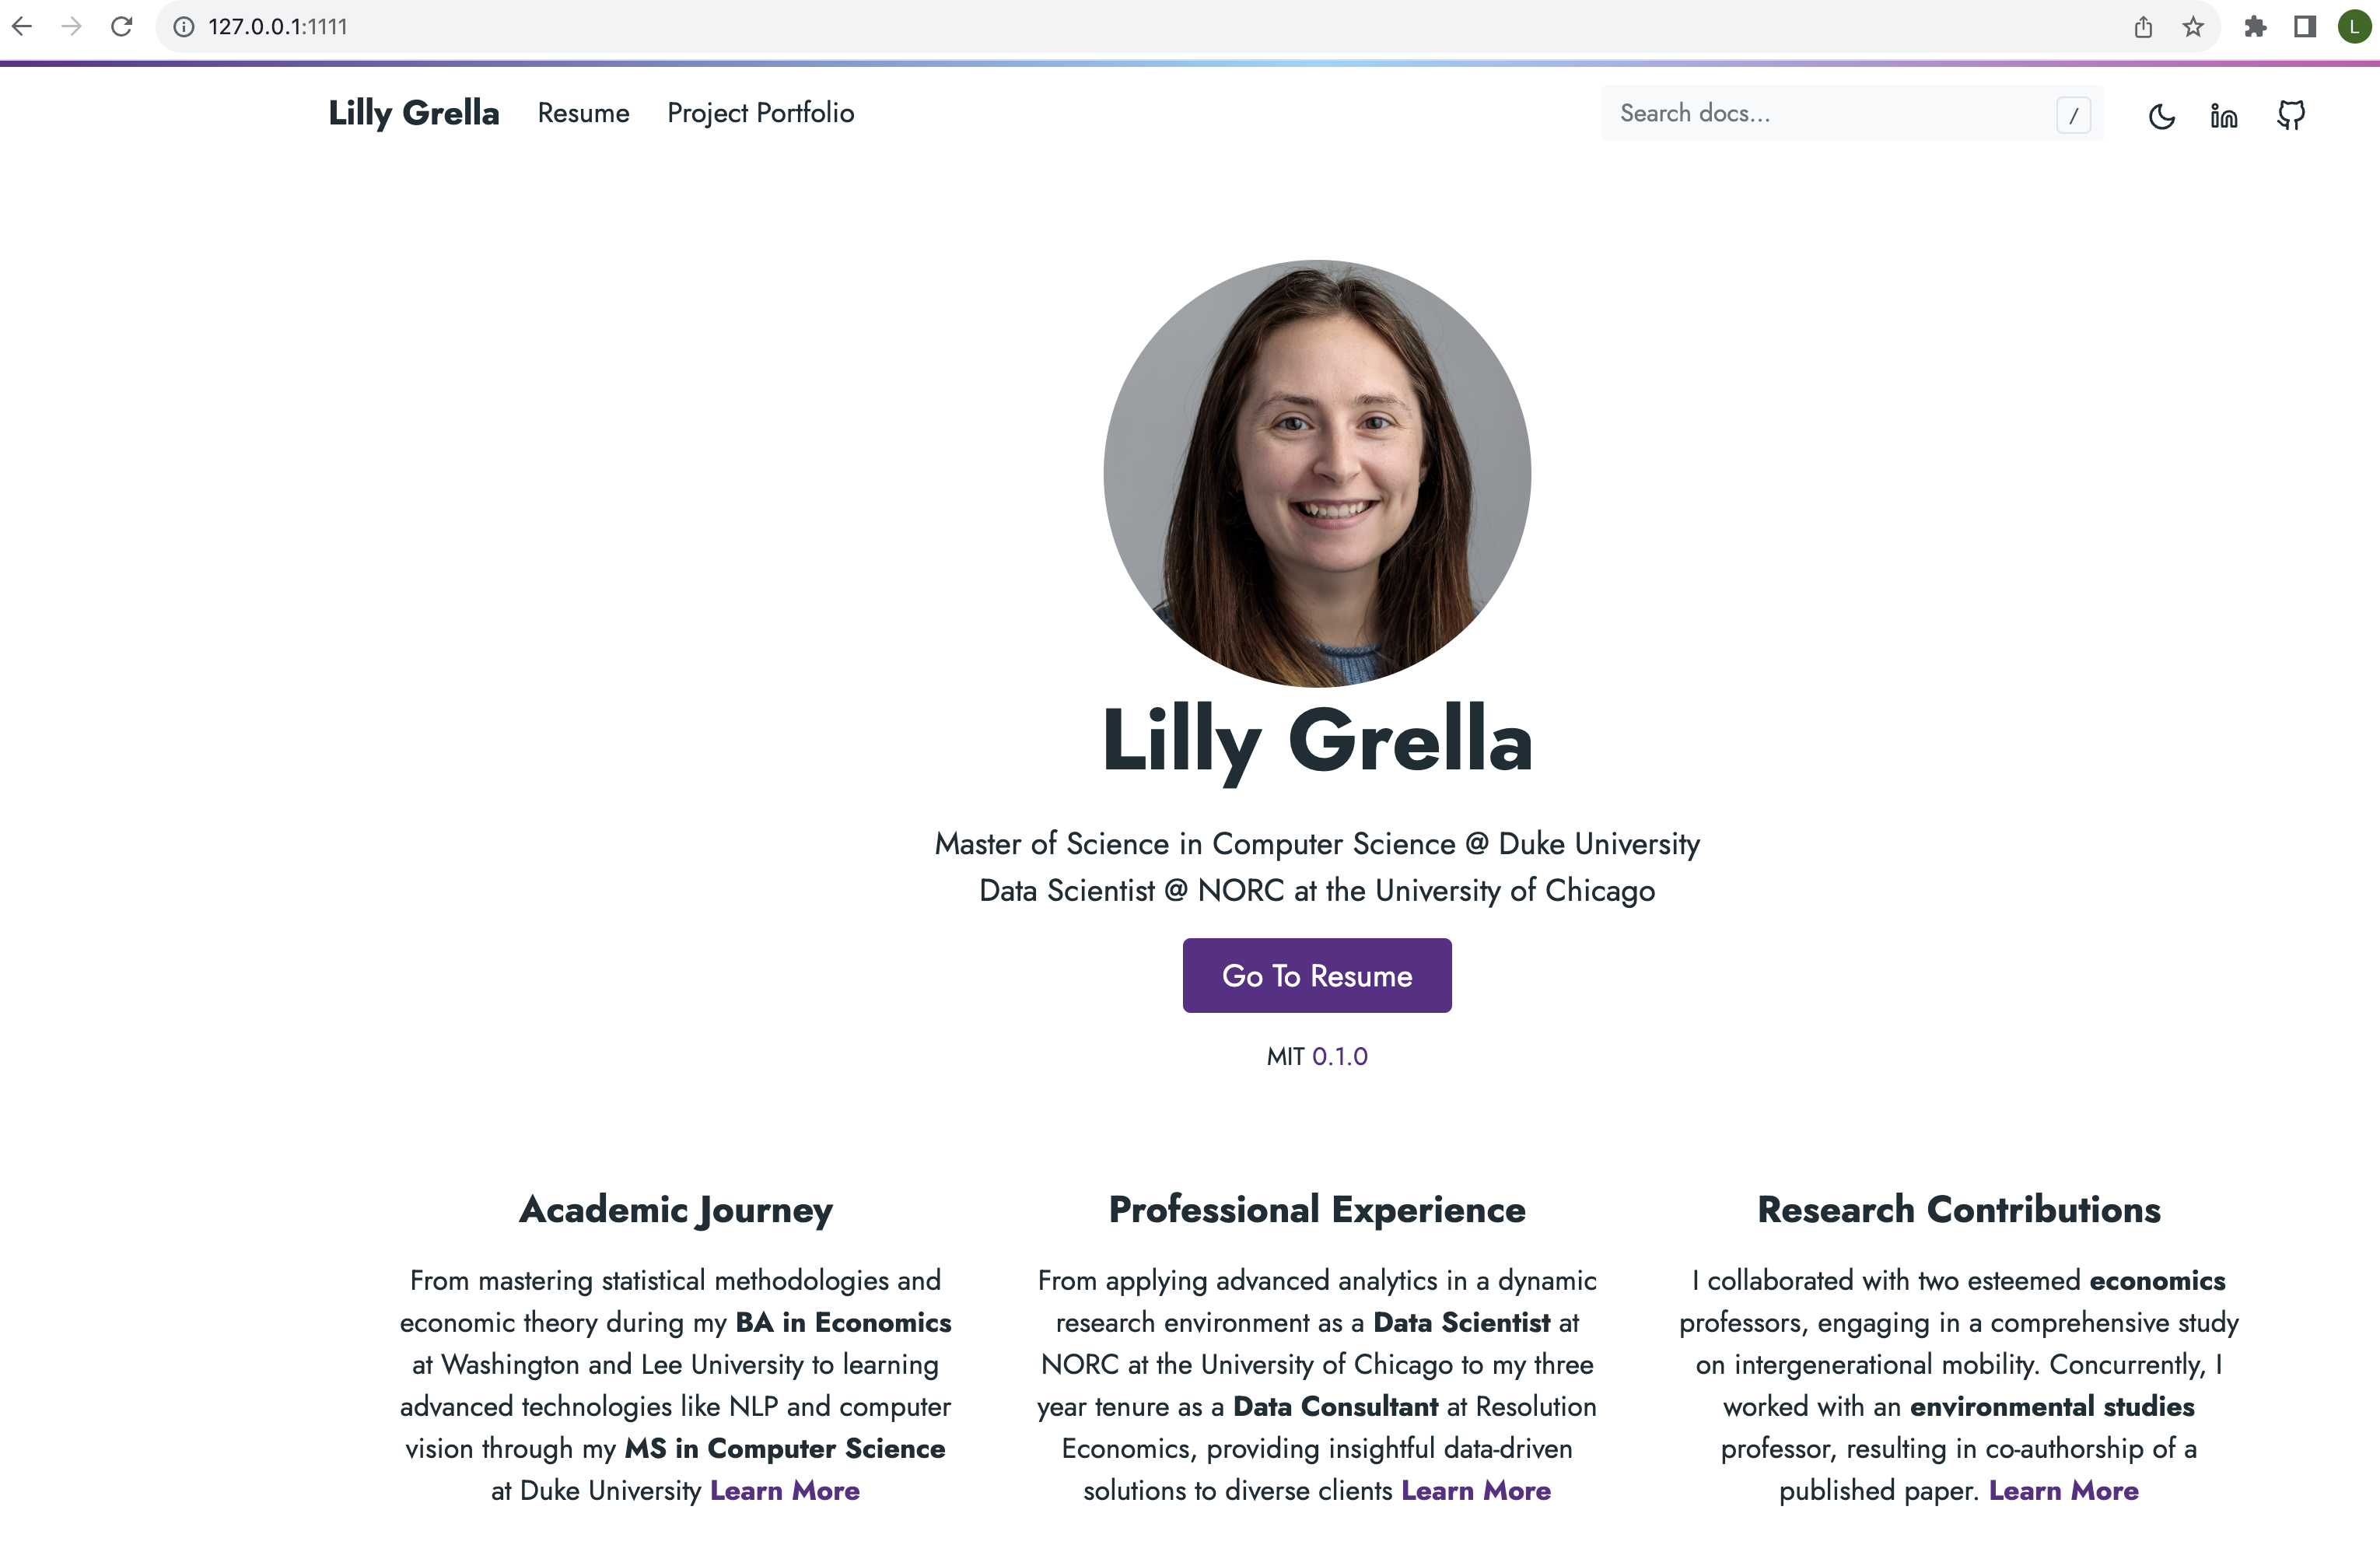 127.0.0.1:1111
L
Lilly Grella Resume Project Portfolio Search docs... /
Lilly Grella
Master of Science in Computer Science @ Duke University
Data Scientist @ NORC at the University of Chicago
Go To Resume
MIT 0.1.0
Academic Journey
From mastering statistical methodologies and
economic theory during my BA in Economics
at Washington and Lee University to learning
advanced technologies like NLP and computer
vision through my MS in Computer Science
at Duke University Learn More
Professional Experience
From applying advanced analytics in a dynamic
research environment as a Data Scientist at
NORC at the University of Chicago to my three
year tenure as a Data Consultant at Resolution
Economics, providing insightful data-driven
solutions to diverse clients Learn More
Research Contributions
I collaborated with two esteemed economics
professors, engaging in a comprehensive study
on intergenerational mobility. Concurrently, I
worked with an environmental studies
professor, resulting in co-authorship of a
published paper. Learn More